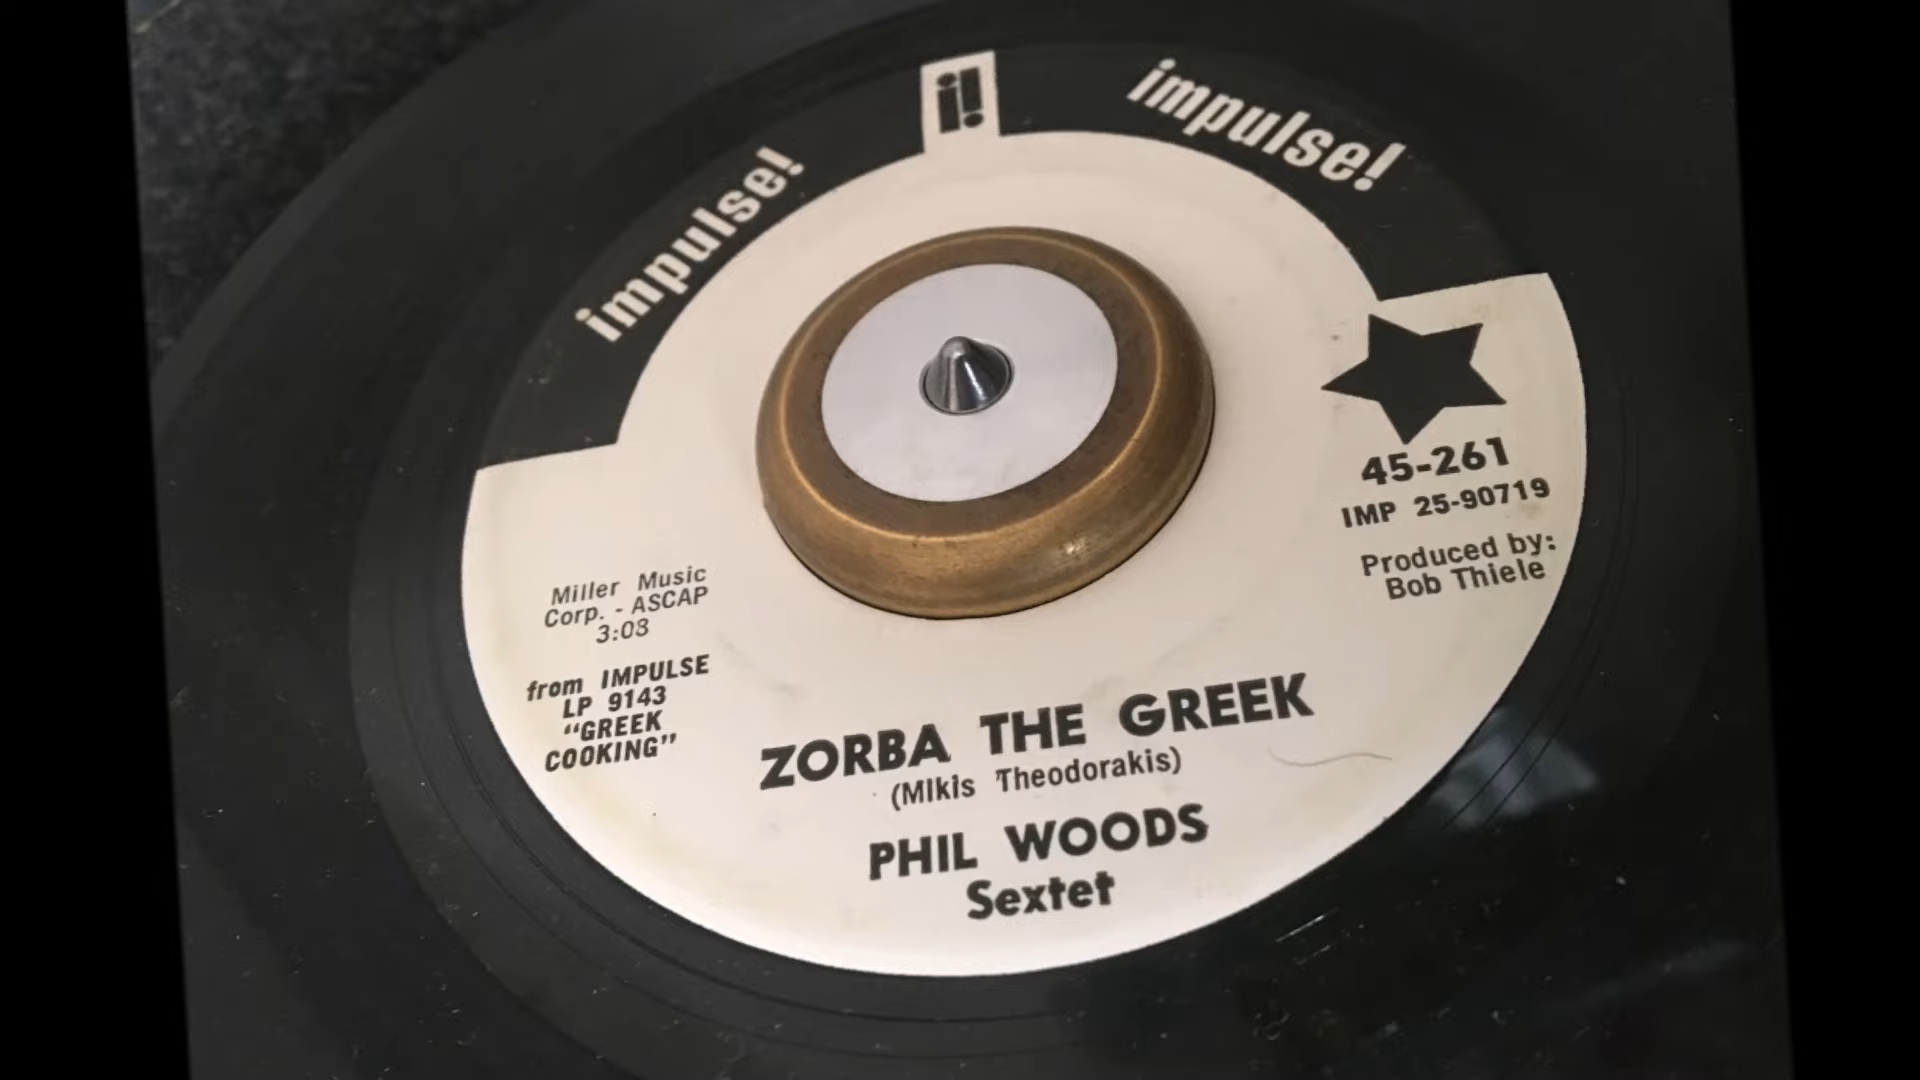 impulse!
i!
impulse!
45-261
IMP 25-90719
Produced by:
Bob Thiele
Miller Music
Corp. - ASCAP
3:03
from IMPULSE
LP 9143
“GREEK
COOKING”
ZORBA THE GREEK
(MIkis Theodorakis)
PHIL WOODS
Sextet